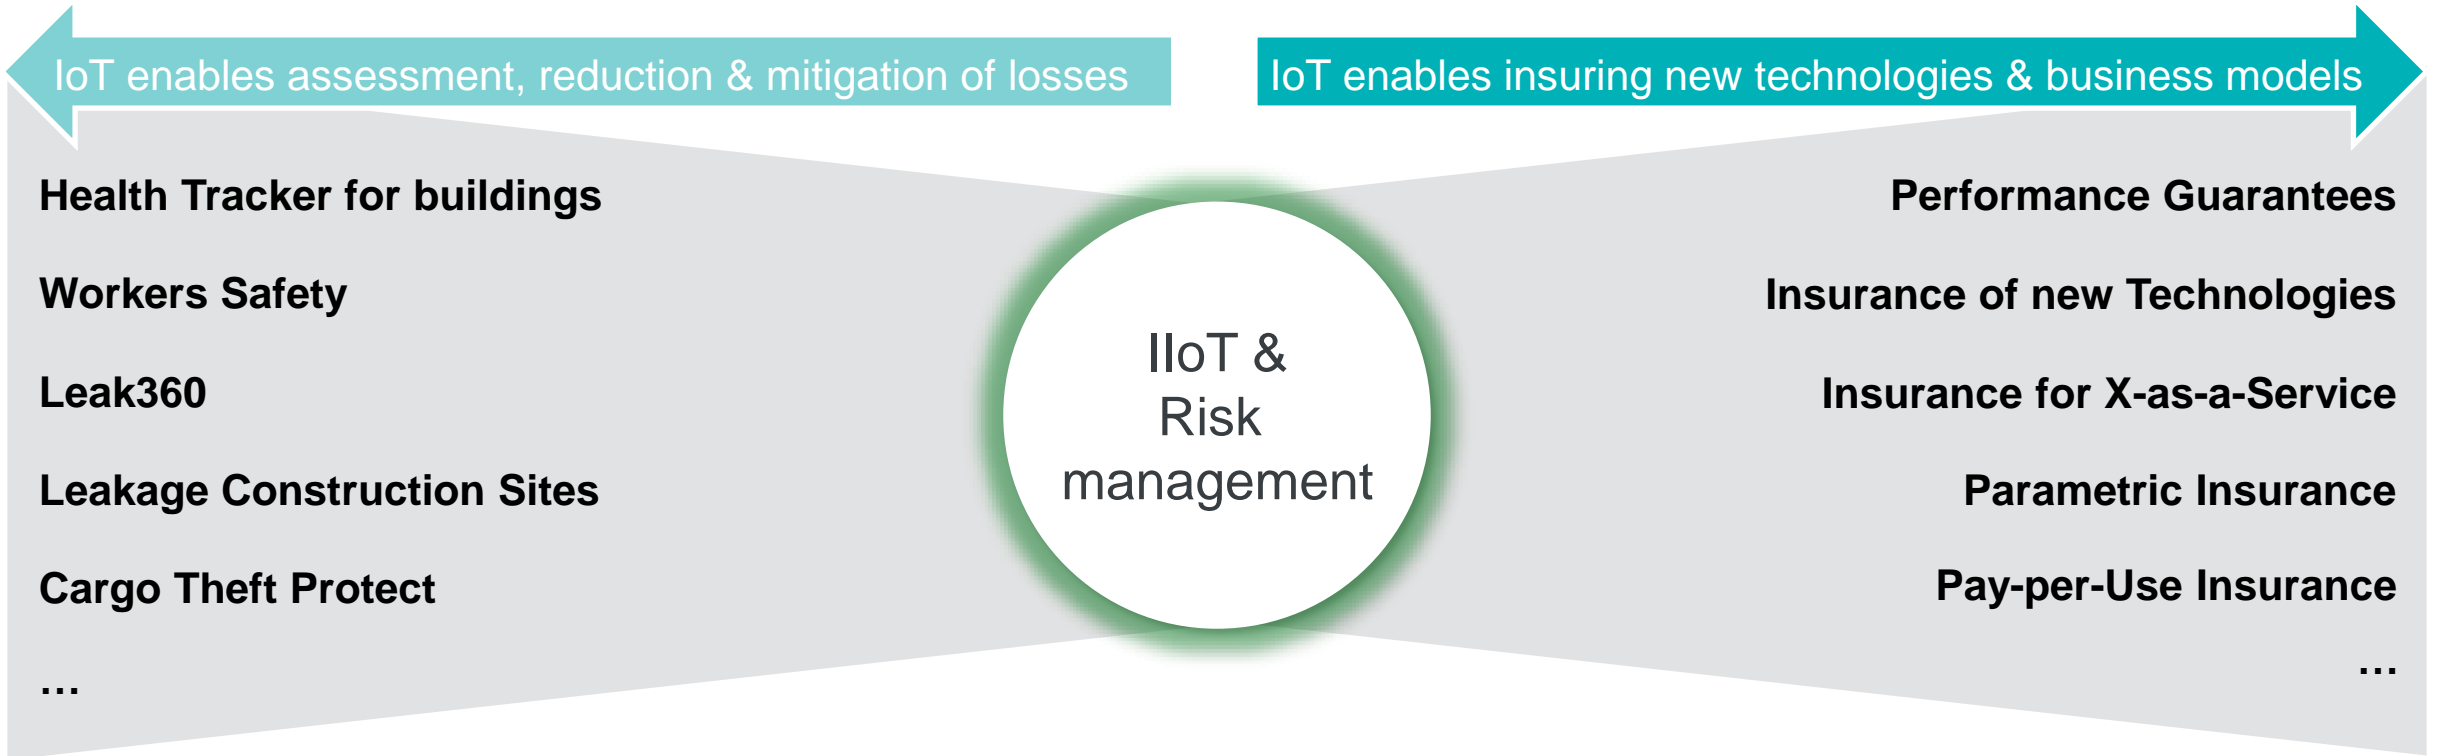 IoT enables assessment, reduction & mitigation of losses
IoT enables insuring new technologies & business models
Health Tracker for buildings
Workers Safety
Leak360
Leakage Construction Sites
Cargo Theft Protect
…
IIoT &
Risk
management
Performance Guarantees
Insurance of new Technologies
Insurance for X-as-a-Service
Parametric Insurance
Pay-per-Use Insurance
…